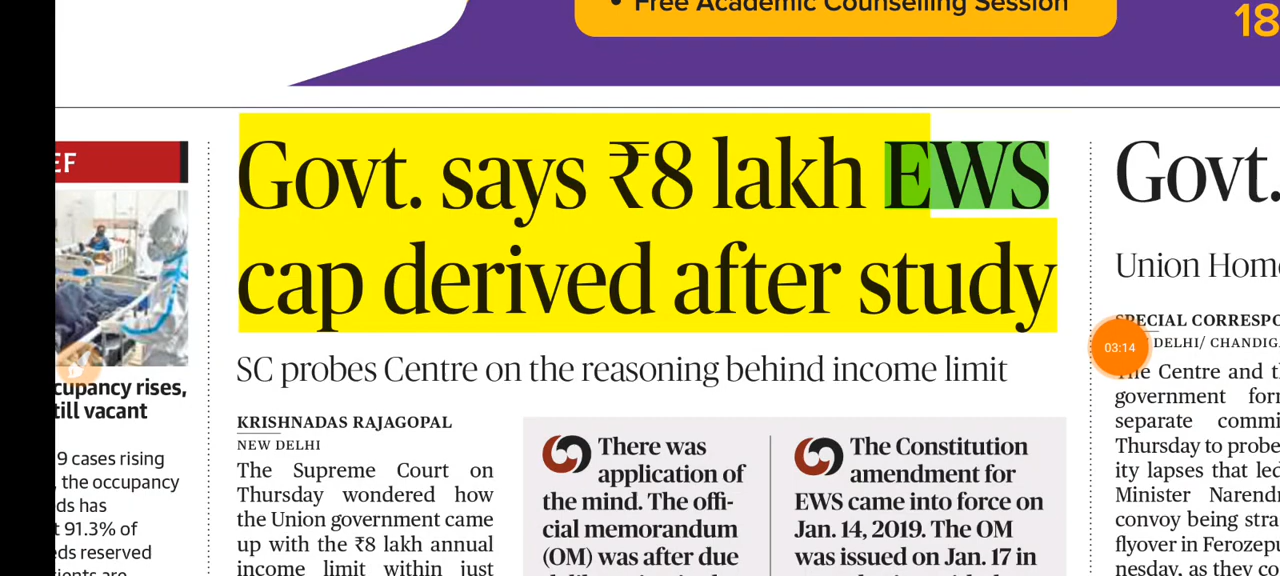 • Free Academic Counselling Session
18
EF
cupancy rises,
till vacant
9 cases rising
, the occupancy
ds has
t 91.3% of
eds reserved
Govt. says ₹8 lakh EWS
cap derived after study
SC probes Centre on the reasoning behind income limit
KRISHNADAS RAJAGOPAL
NEW DELHI
The Supreme Court on
Thursday wondered how
the Union government came
up with the ₹8 lakh annual
income limit within just
There was
application of
the mind. The offi-
cial memorandum
(OM) was after due
The Constitution
amendment for
EWS came into force on
Jan. 14, 2019. The OM
was issued on Jan. 17 in
Govt.
Union Hom
SPECIAL CORRESPO
DELHI/ CHANDIG
03:14
The Centre and t
government for
separate commi
Thursday to probe
ity lapses that led
Minister Narend
convoy being stra
flyover in Ferozepu
nesday, as they co